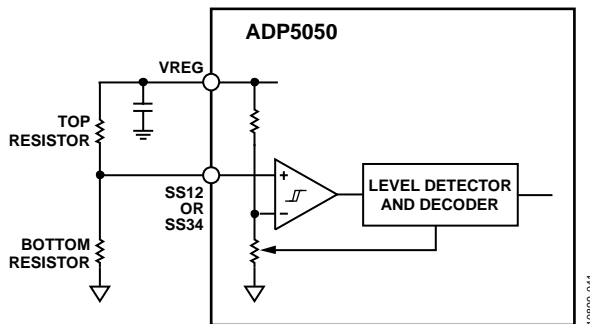 ADP5050
VREG
TOP
RESISTOR
SS12
OR
SS34
+
−
LEVEL DETECTOR
AND DECODER
BOTTOM
RESISTOR